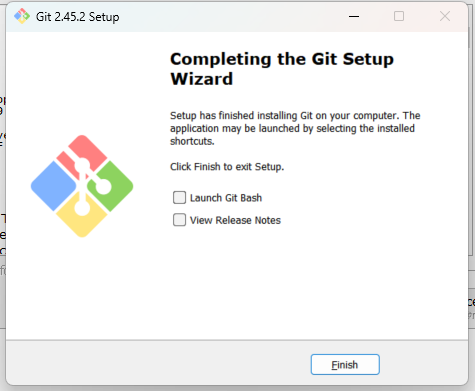 Git 2.45.2 Setup
Completing the Git Setup
Wizard
Setup has finished installing Git on your computer. The
application may be launched by selecting the installed
shortcuts.
Click Finish to exit Setup.
Launch Git Bash
View Release Notes
Finish